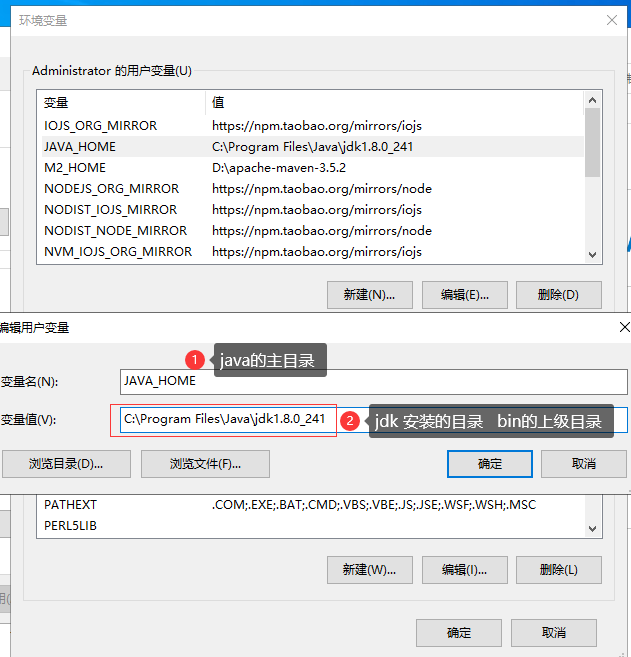 环境变量
Administrator 的用户变量(U)
变量 值
IOJS_ORG_MIRROR https://npm.taobao.org/mirrors/iojs
JAVA_HOME C:\Program Files\Java\jdk1.8.0_241
M2_HOME D:\apache-maven-3.5.2
NODEJS_ORG_MIRROR https://npm.taobao.org/mirrors/node
NODIST_IOJS_MIRROR https://npm.taobao.org/mirrors/iojs
NODIST_NODE_MIRROR https://npm.taobao.org/mirrors/node
NVM_IOJS_ORG_MIRROR https://npm.taobao.org/mirrors/iojs
新建(N)... 编辑(E)... 删除(D)
编辑用户变量
1 java的主目录
变量名(N): JAVA_HOME
变量值(V): C:\Program Files\Java\jdk1.8.0_241 2 jdk 安装的目录 bin的上级目录
浏览目录(D)... 浏览文件(F)... 确定 取消
PATHEXT .COM;.EXE;.BAT;.CMD;.VBS;.VBE;.JS;.JSE;.WSF;.WSH;.MSC
PERL5LIB
新建(W)... 编辑(I)... 删除(L)
确定 取消